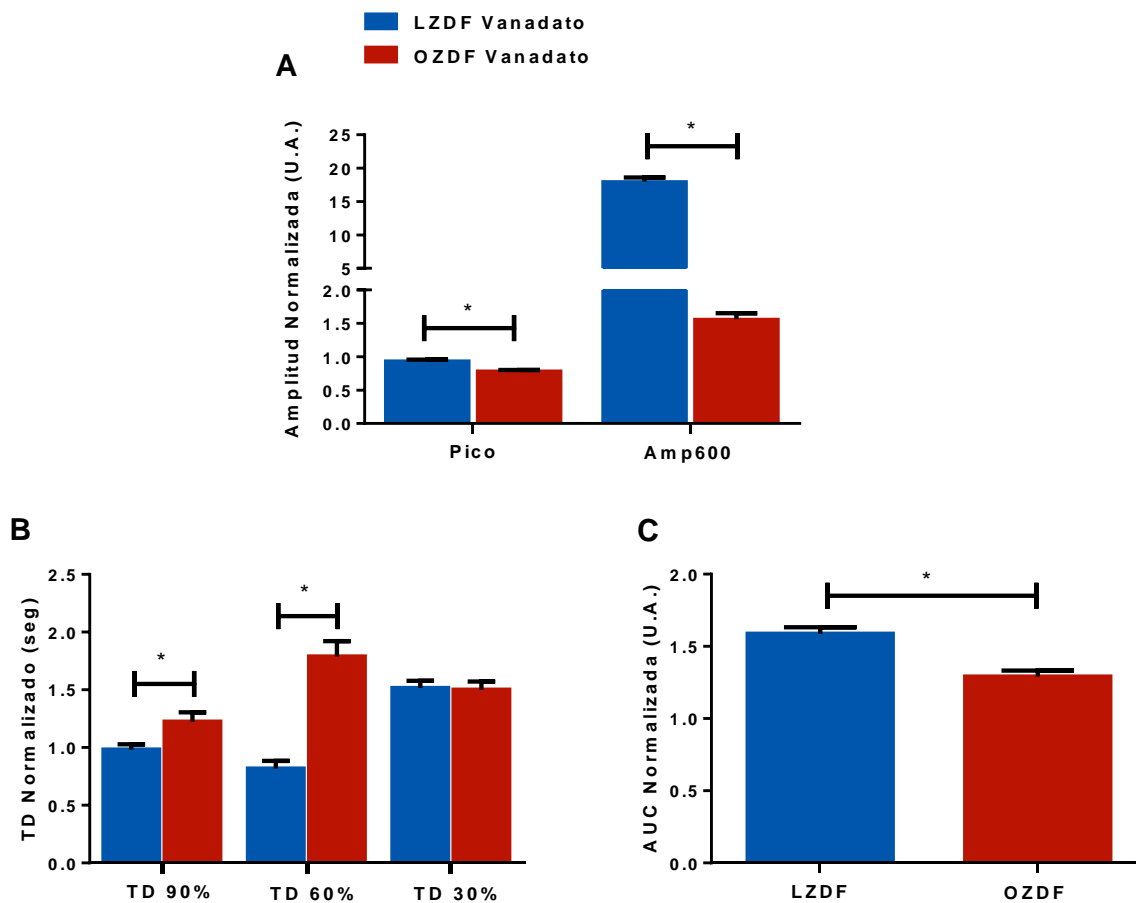 LZDF Vanadato
OZDF Vanadato
A
Amplitud Normalizada (U.A.)
25
20
15
10
5
2.0
1.5
1.0
0.5
0.0
*
*
Pico
Amp600
B
TD Normalizado (seg)
2.5
2.0
1.5
1.0
0.5
0.0
*
*
TD 90%
TD 60%
TD 30%
C
AUC Normalizada (U.A.)
2.0
1.5
1.0
0.5
0.0
*
LZDF
OZDF